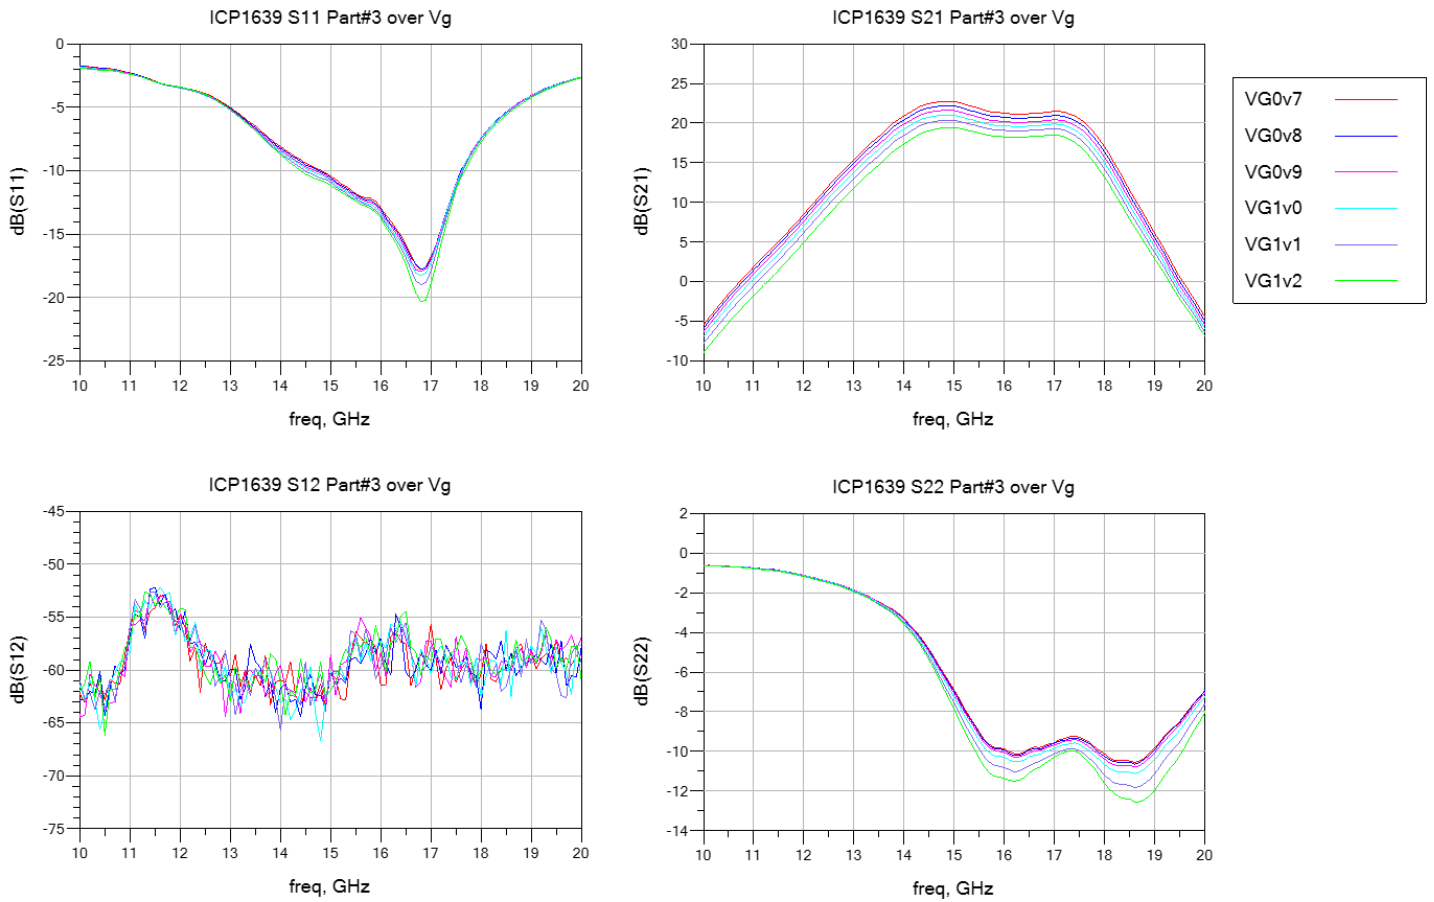 ICP1639 S11 Part#3 over Vg
0
-5
-10
-15
-20
-25
dB(S11)
10 11 12 13 14 15 16 17 18 19 20
freq, GHz
ICP1639 S21 Part#3 over Vg
30
25
20
15
10
5
0
-5
-10
dB(S21)
10 11 12 13 14 15 16 17 18 19 20
freq, GHz
VG0v7
VG0v8
VG0v9
VG1v0
VG1v1
VG1v2
ICP1639 S12 Part#3 over Vg
-45
-50
-55
-60
-65
-70
-75
dB(S12)
10 11 12 13 14 15 16 17 18 19 20
freq, GHz
ICP1639 S22 Part#3 over Vg
2
0
-2
-4
-6
-8
-10
-12
-14
dB(S22)
10 11 12 13 14 15 16 17 18 19 20
freq, GHz